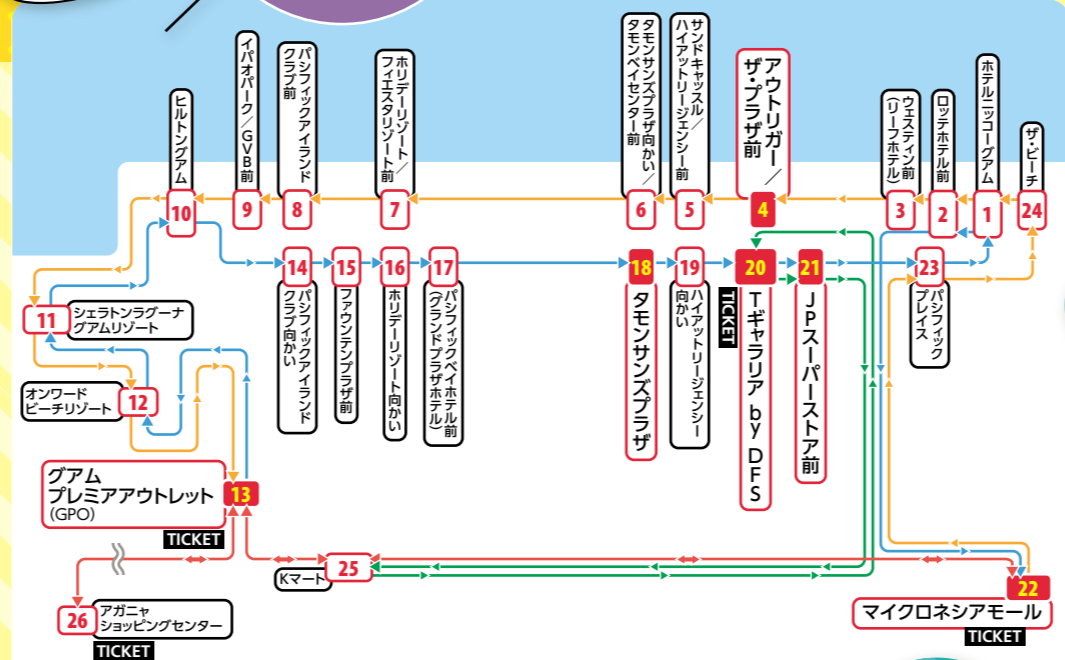 ヒルトングアム
10
イパオパーク／GVB前
9
パシフィックアイランド
クラブ前
8
ホリデーリゾート／
フィエスタリゾート前
7
タモンサンズプラザ向かい／
タモンベイセンター前
6
サンドキャッスル／
ハイアットリージェンシー前
5
アウトリガー／
ザ・プラザ前
4
ウェスティン前
（リーフホテル）
3
ロッテホテル前
2
ホテルニッコーグアム
1
ザ・ビーチ
24
11
シェラトンラグーナ
グアムリゾート
オンワード
ビーチリゾート
12
14
パシフィックアイランド
クラブ向かい
15
ファウンテンプラザ前
16
ホリデーリゾート向かい
17
パシフィックベイホテル前
（グランドプラザホテル）
18
タモンサンズプラザ
19
ハイアットリージェンシー
向かい
20
TICKET
Tギャラリア by DFS
21
JPスーパーストア前
23
パシフィック
プレイス
グアム
プレミアアウトレット
(GPO)
13
TICKET
Kマート
25
22
マイクロネシアモール
TICKET
26
アガニャ
ショッピングセンター
TICKET